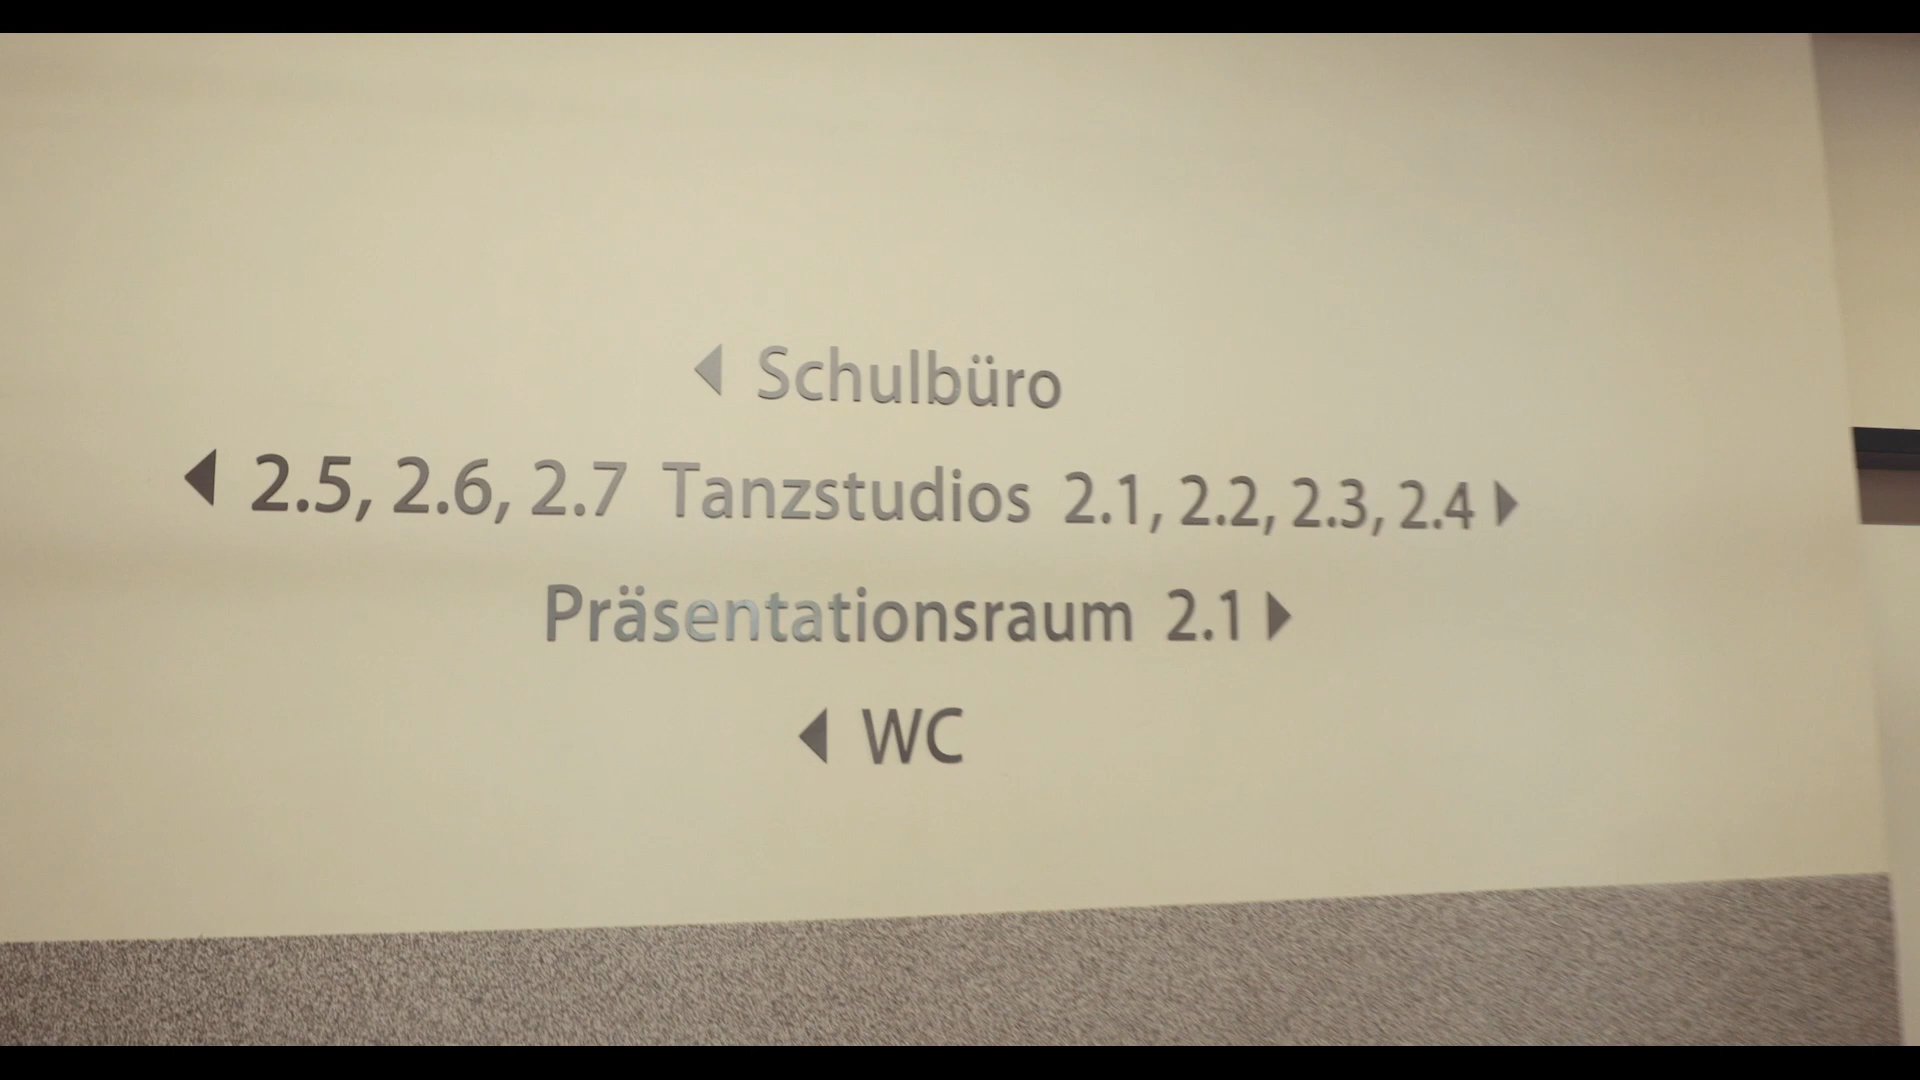 ◀ Schulbüro
◀ 2.5, 2.6, 2.7 Tanzstudios 2.1, 2.2, 2.3, 2.4 ▶
Präsentationsraum 2.1 ▶
◀ WC